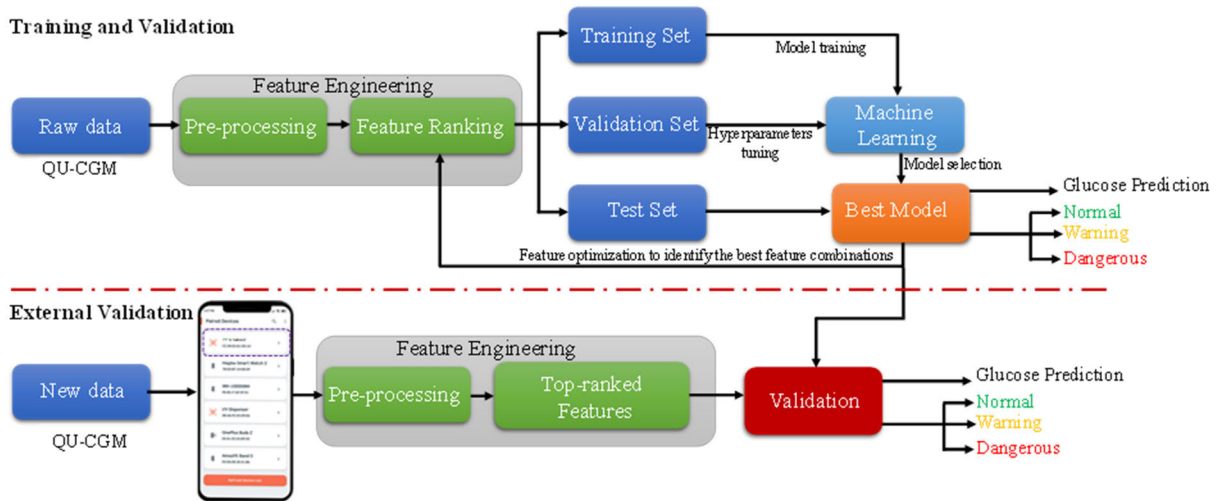 Training and Validation
Feature Engineering
Raw data
QU-CGM
Pre-processing
Feature Ranking
Training Set
Model training
Validation Set
Hyperparameters
tuning
Machine
Learning
Model selection
Test Set
Best Model
Glucose Prediction
Normal
Warning
Dangerous
Feature optimization to identify the best feature combinations
External Validation
Paired Devices
New data
QU-CGM
Feature Engineering
Pre-processing
Top-ranked
Features
Validation
Glucose Prediction
Normal
Warning
Dangerous